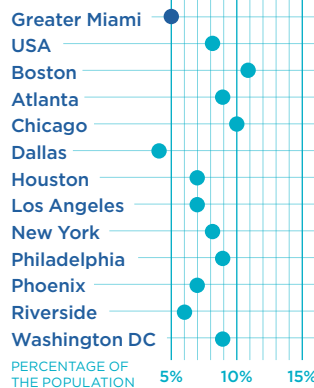 Greater Miami
USA
Boston
Atlanta
Chicago
Dallas
Houston
Los Angeles
New York
Philadelphia
Phoenix
Riverside
Washington DC
PERCENTAGE OF
THE POPULATION
5% 10% 15%